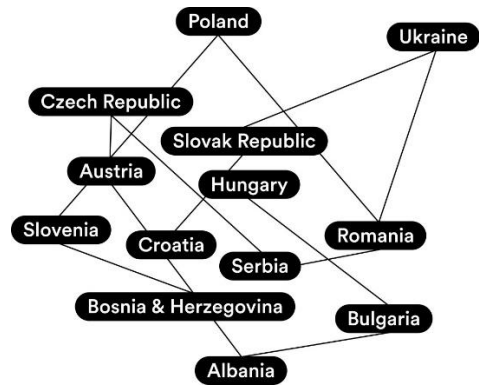 Poland
Ukraine
Czech Republic
Slovak Republic
Austria
Hungary
Slovenia
Croatia
Romania
Serbia
Bosnia & Herzegovina
Bulgaria
Albania